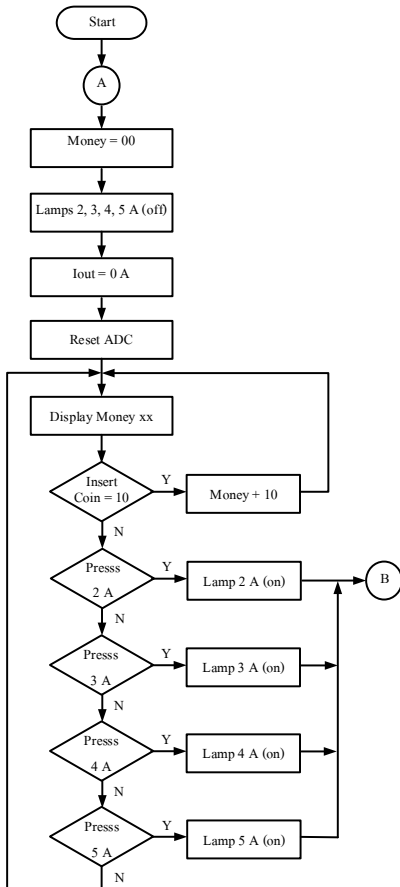 Start
A
Money = 00
Lamps 2, 3, 4, 5 A (off)
Iout = 0 A
Reset ADC
Display Money xx
Insert
Coin = 10
Y
Money + 10
N
Presss
2 A
Y
Lamp 2 A (on)
B
N
Presss
3 A
Y
Lamp 3 A (on)
N
Presss
4 A
Y
Lamp 4 A (on)
N
Presss
5 A
Y
Lamp 5 A (on)
N